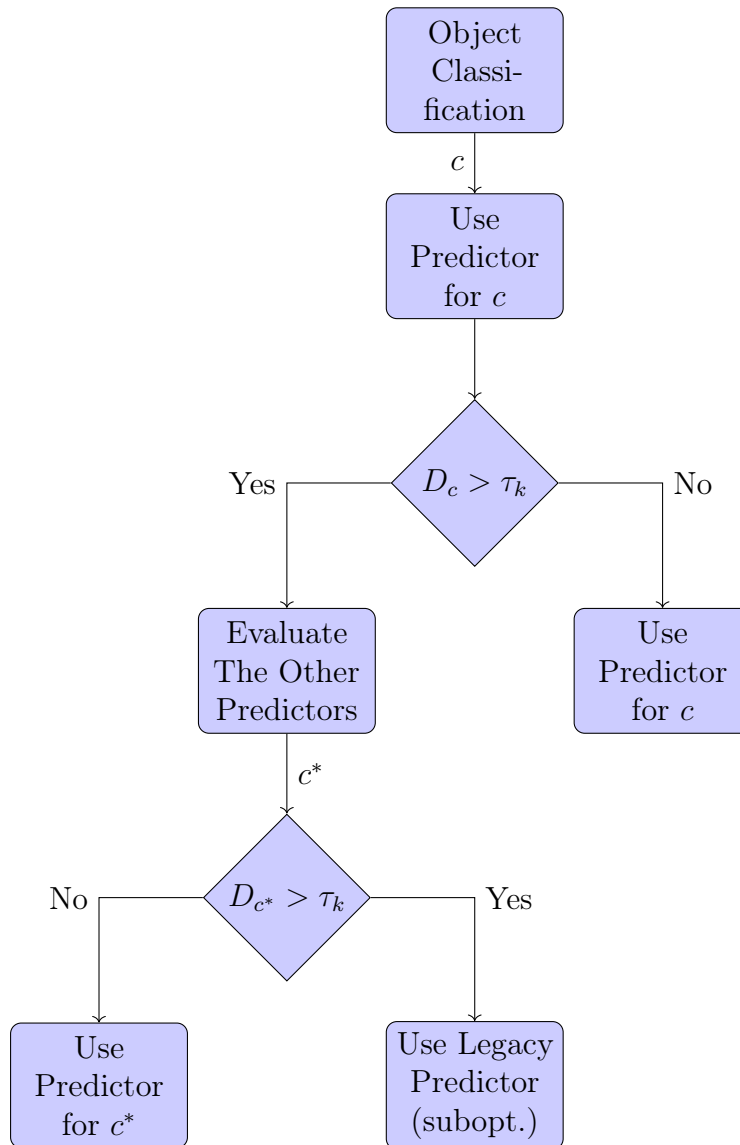 Object
Classi-
fication
c
Use
Predictor
for c
Yes
D_c > τ_k
No
Evaluate
The Other
Predictors
Use
Predictor
for c
c*
No
D_{c*} > τ_k
Yes
Use
Predictor
for c*
Use Legacy
Predictor
(subopt.)